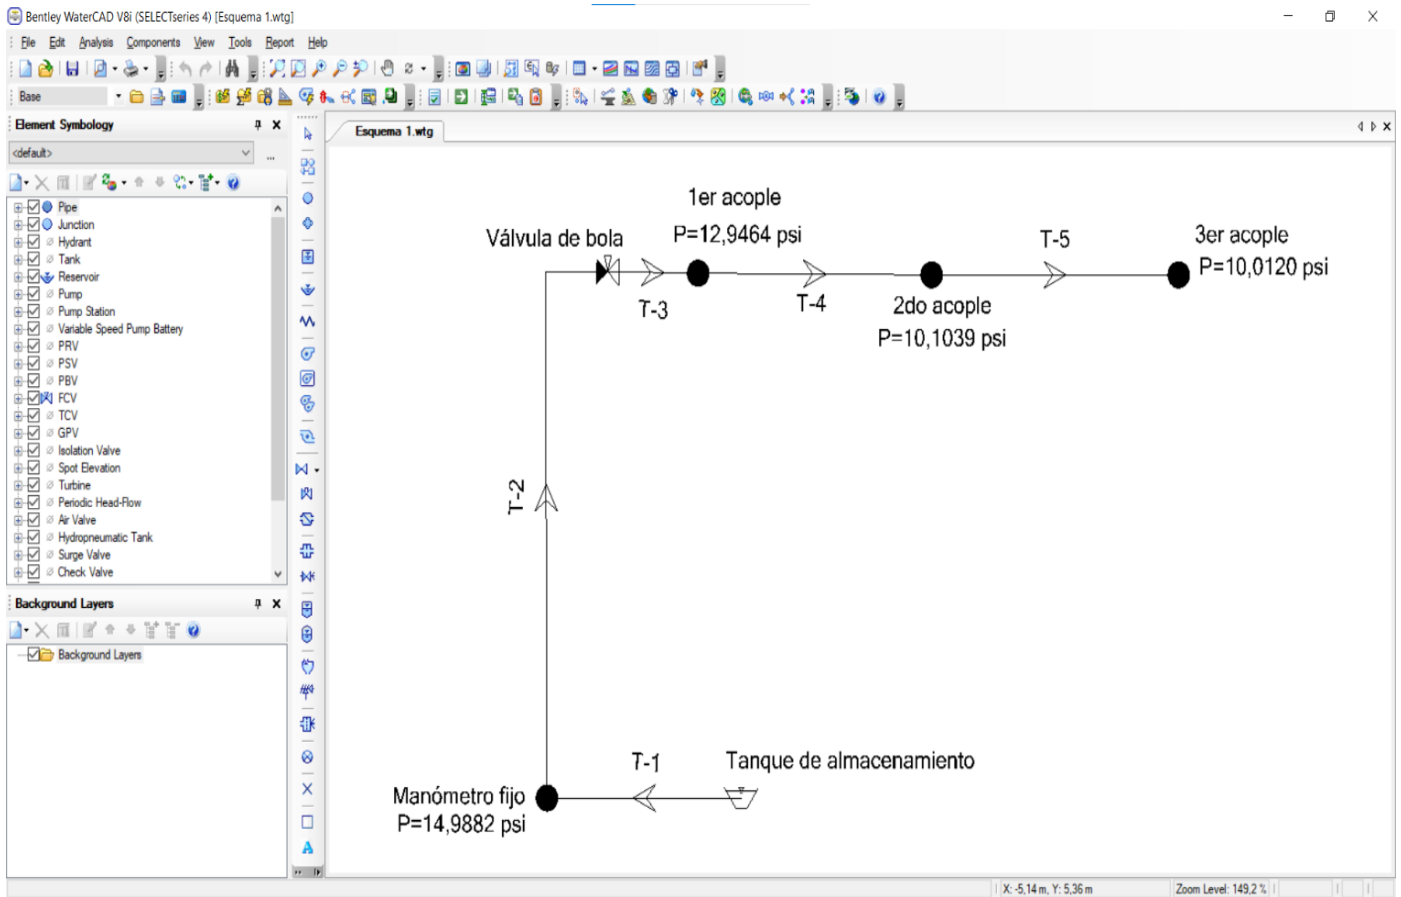 Bentley WaterCAD V8i (SELECTseries 4) [Esquema 1.wtg]
File Edit Analysis Components View Tools Report Help
Base
Element Symbology
<default>
Pipe
Junction
Hydrant
Tank
Reservoir
Pump
Pump Station
Variable Speed Pump Battery
PRV
PSV
PBV
FCV
TCV
GPV
Isolation Valve
Spot Elevation
Turbine
Periodic Head-Flow
Air Valve
Hydropneumatic Tank
Surge Valve
Check Valve
Background Layers
Background Layers
Esquema 1.wtg
1er acople
P=12,9464 psi
Válvula de bola
T-3
T-4
T-5
2do acople
P=10,1039 psi
3er acople
P=10,0120 psi
T-2
T-1
Tanque de almacenamiento
Manómetro fijo
P=14,9882 psi
X: -5,14 m, Y: 5,36 m
Zoom Level: 149,2 %